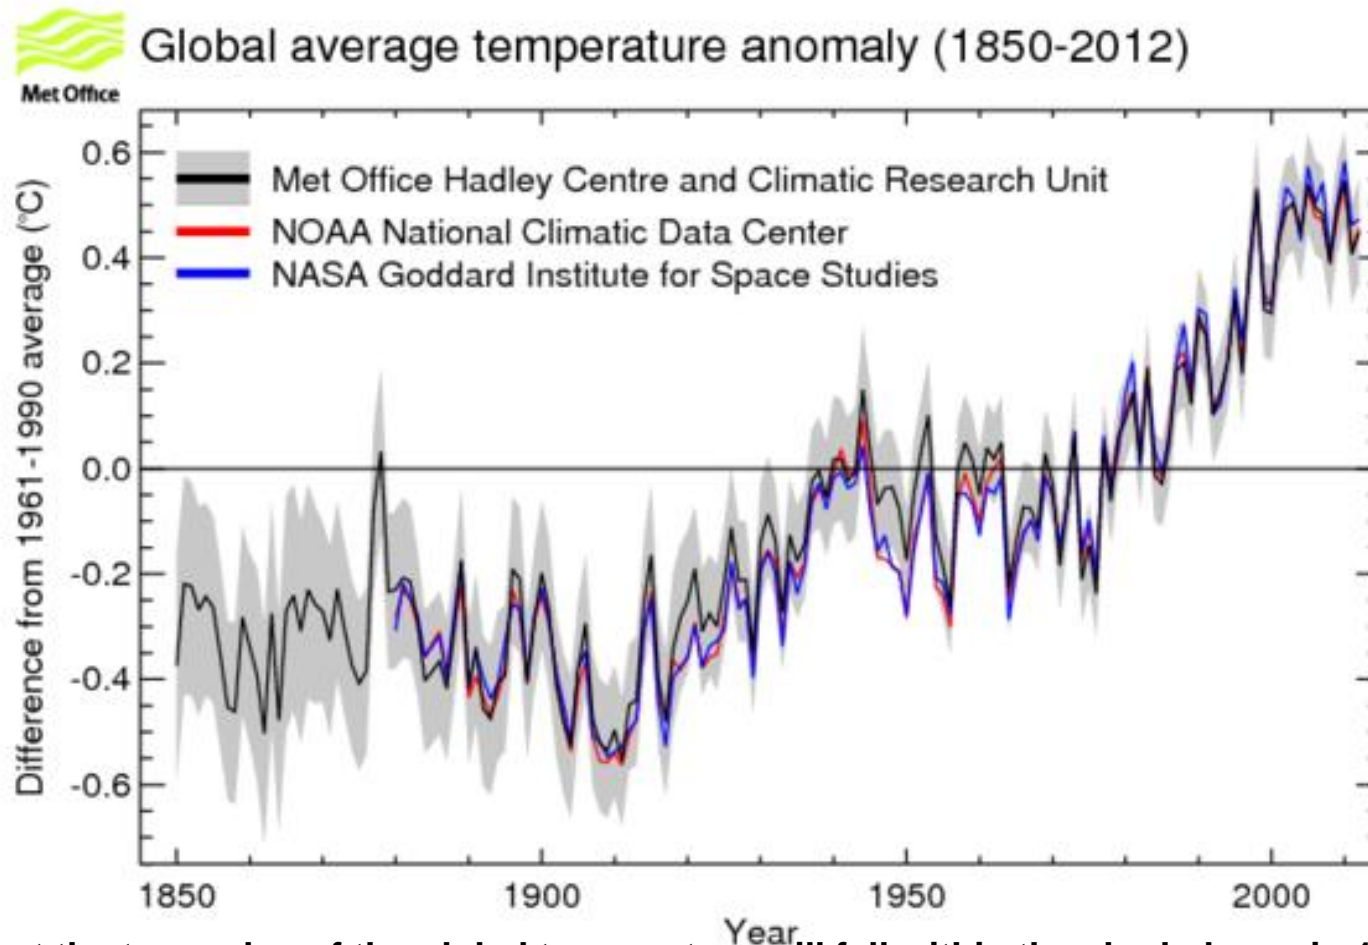 Met Office
Global average temperature anomaly (1850-2012)
Met Office Hadley Centre and Climatic Research Unit
NOAA National Climatic Data Center
NASA Goddard Institute for Space Studies
Difference from 1961-1990 average (°C)
0.6
0.4
0.2
0.0
-0.2
-0.4
-0.6
1850 1900 1950 2000
Year